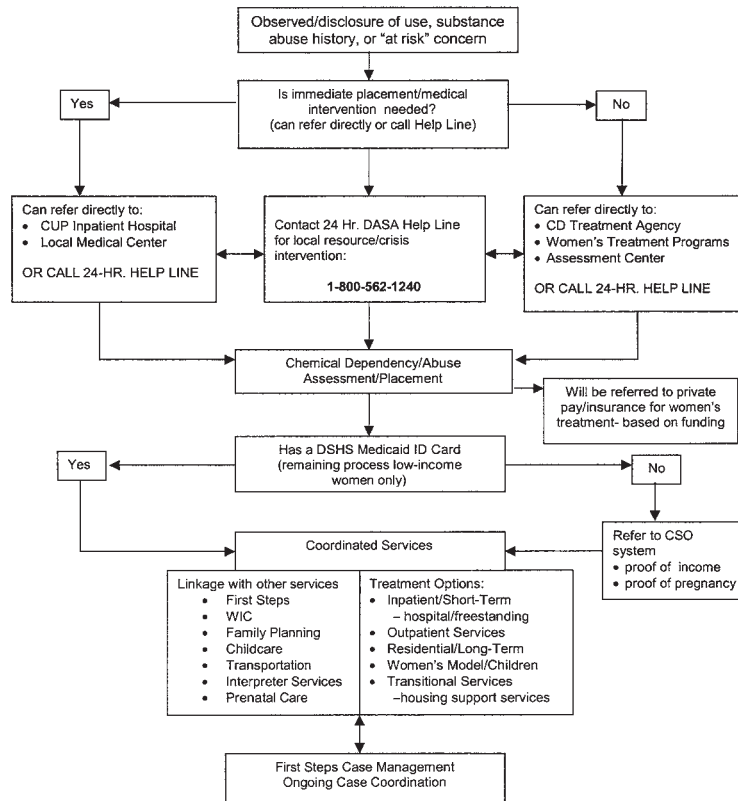 Observed/disclosure of use, substance
abuse history, or "at risk" concern
Yes
Is immediate placement/medical
intervention needed?
(can refer directly or call Help Line)
No
Can refer directly to:
• CUP Inpatient Hospital
• Local Medical Center
OR CALL 24-HR. HELP LINE
Contact 24 Hr. DASA Help Line
for local resource/crisis
intervention:
1-800-562-1240
Can refer directly to:
• CD Treatment Agency
• Women's Treatment Programs
• Assessment Center
OR CALL 24-HR. HELP LINE
Chemical Dependency/Abuse
Assessment/Placement
Will be referred to private
pay/insurance for women's
treatment- based on funding
Yes
Has a DSHS Medicaid ID Card
(remaining process low-income
women only)
No
Refer to CSO
system
• proof of income
• proof of pregnancy
Coordinated Services
Linkage with other services
• First Steps
• WIC
• Family Planning
• Childcare
• Transportation
• Interpreter Services
• Prenatal Care
Treatment Options:
• Inpatient/Short-Term
– hospital/freestanding
• Outpatient Services
• Residential/Long-Term
• Women's Model/Children
• Transitional Services
–housing support services
First Steps Case Management
Ongoing Case Coordination